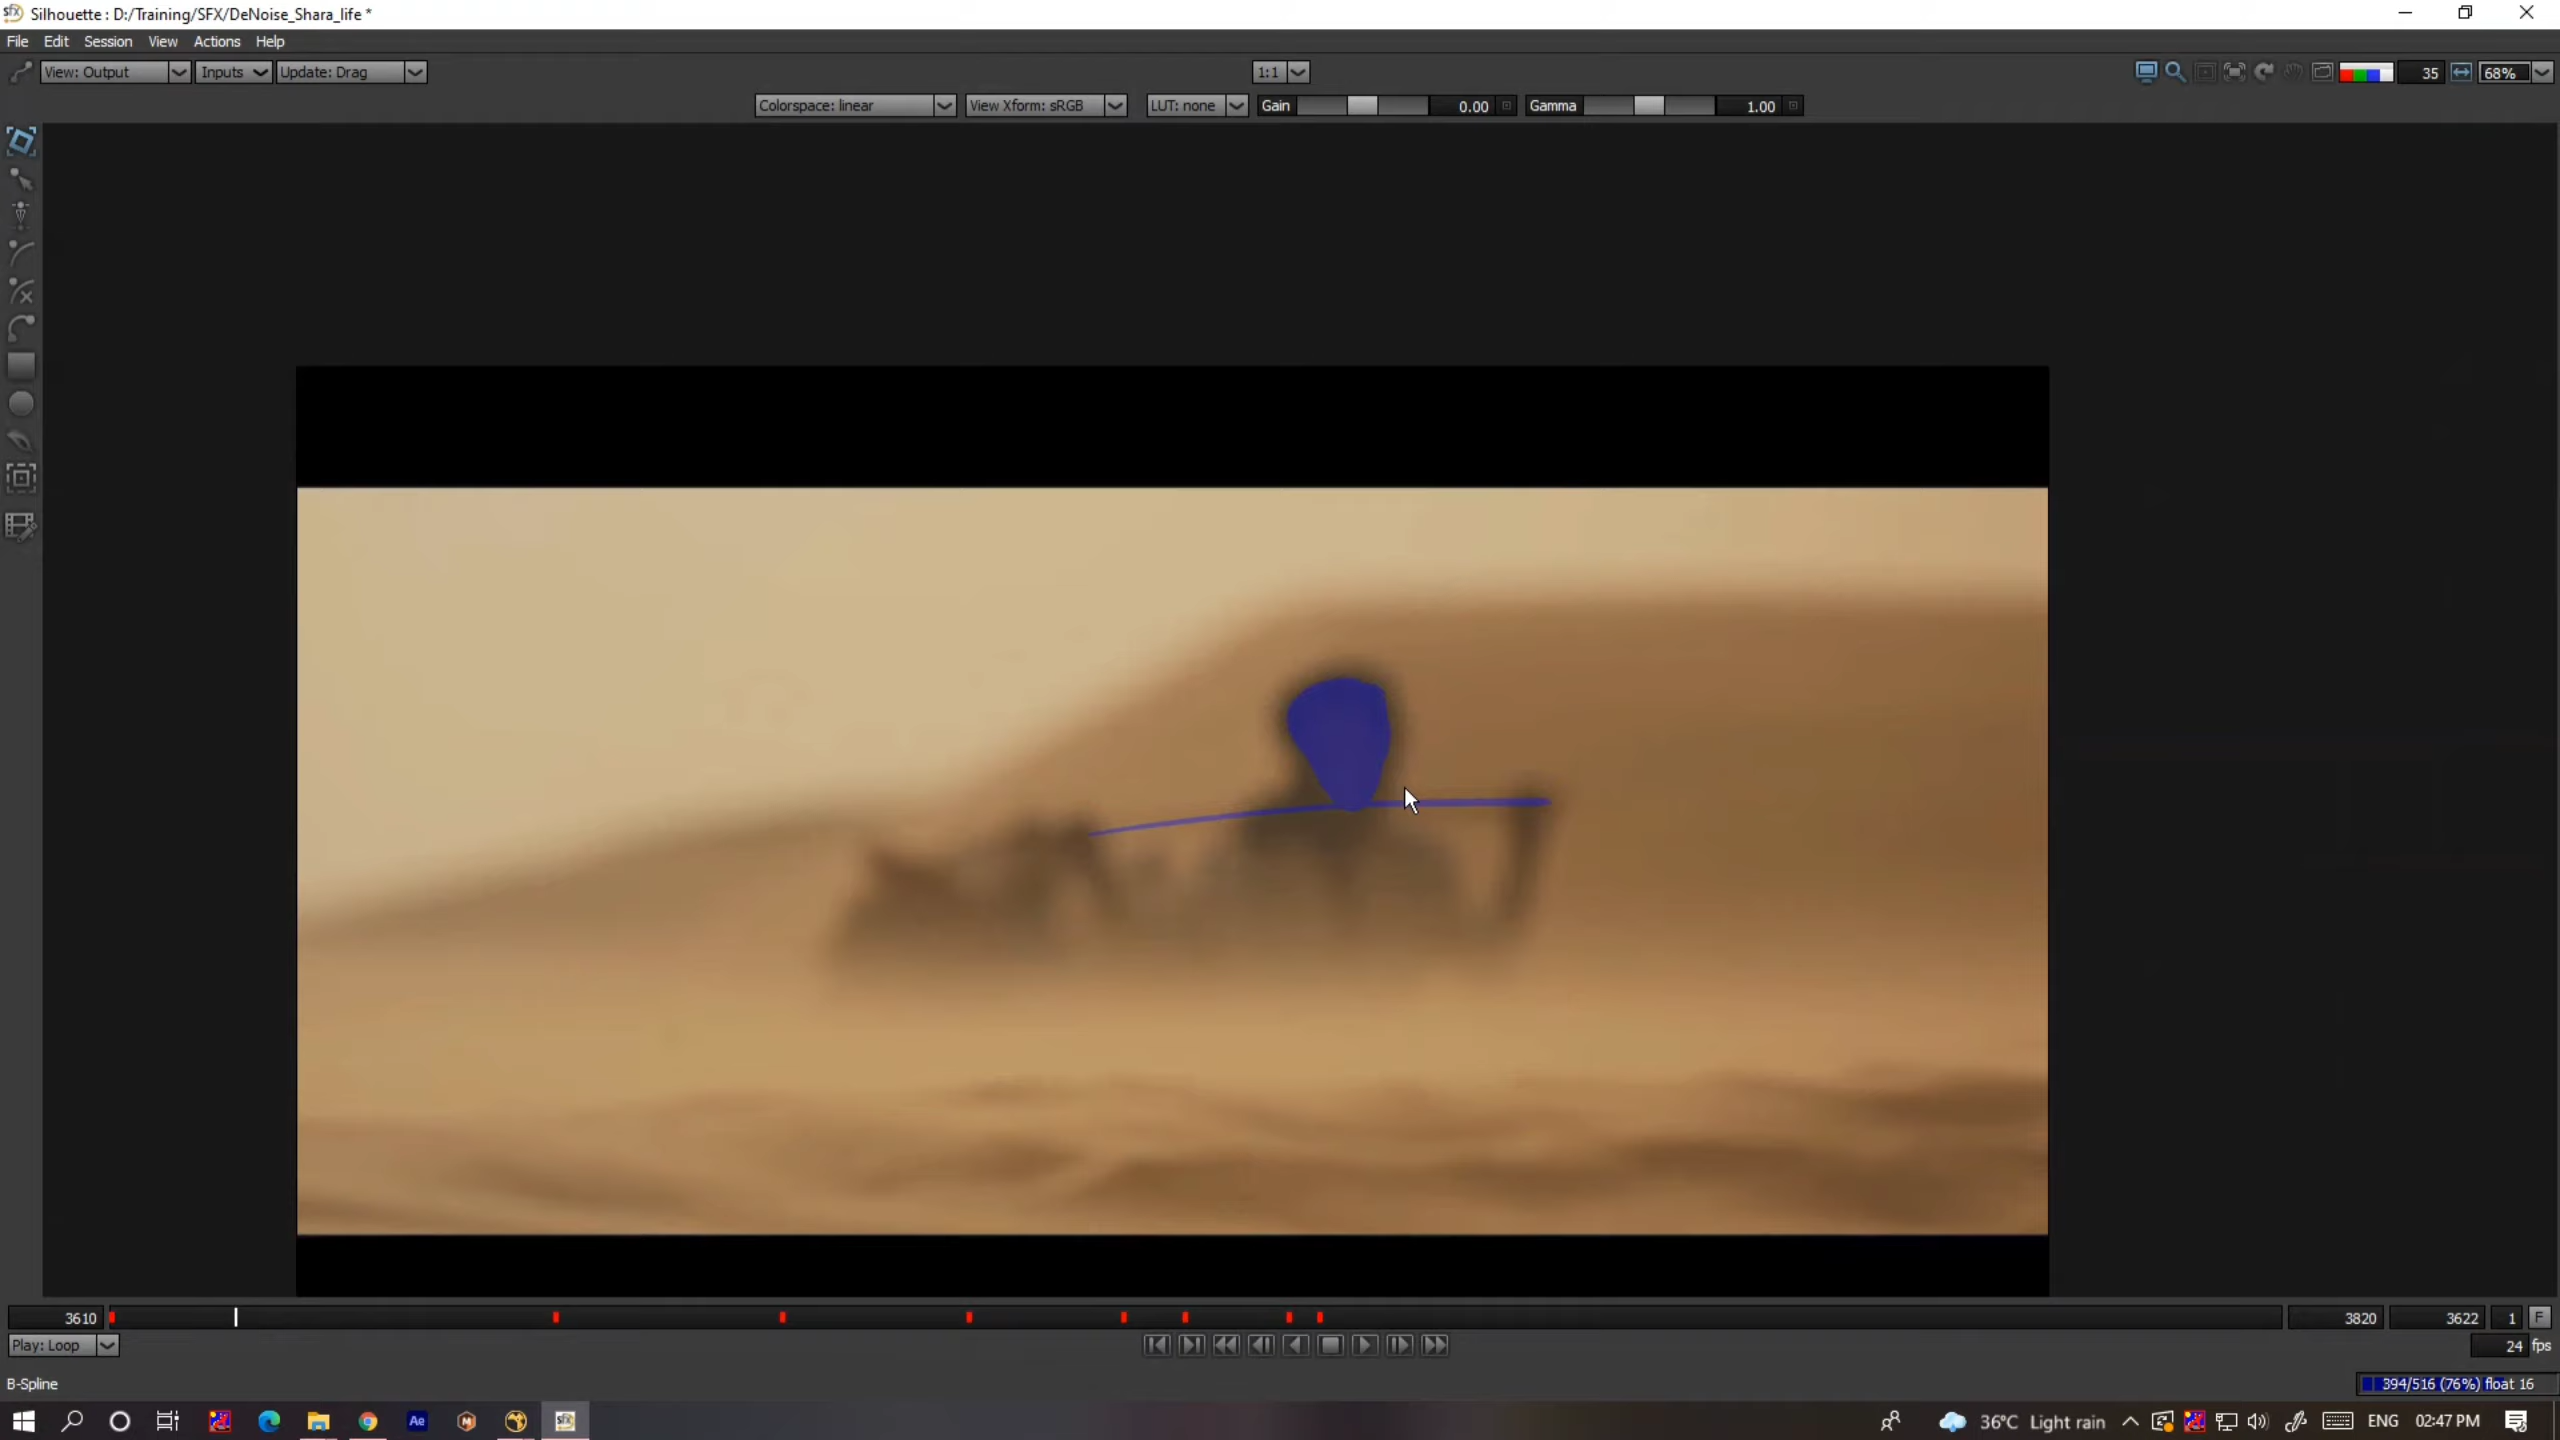 Silhouette : D:/Training/SFX/DeNoise_Shara_life *
File Edit Session View Actions Help
View: Output Inputs Update: Drag 1:1 35 68%
Colorspace: linear View Xform: sRGB LUT: none Gain 0.00 Gamma 1.00
3610 3820 3622 1 F
Play: Loop 24 fps
B-Spline 394/516 (76%) float 16
Ae M sfx 36°C Light rain ENG 02:47 PM